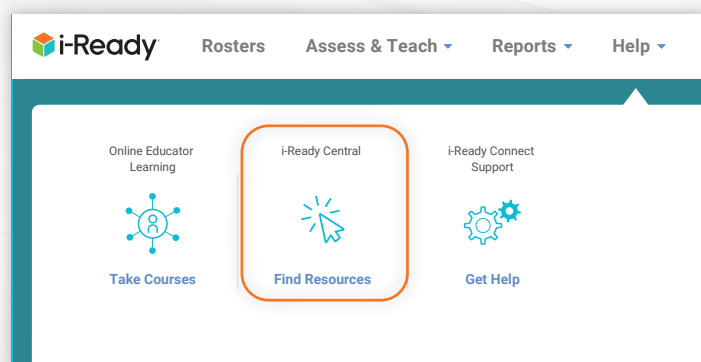 i-Ready Rosters Assess & Teach Reports Help
Online Educator
Learning
Take Courses
i-Ready Central
Find Resources
i-Ready Connect
Support
Get Help